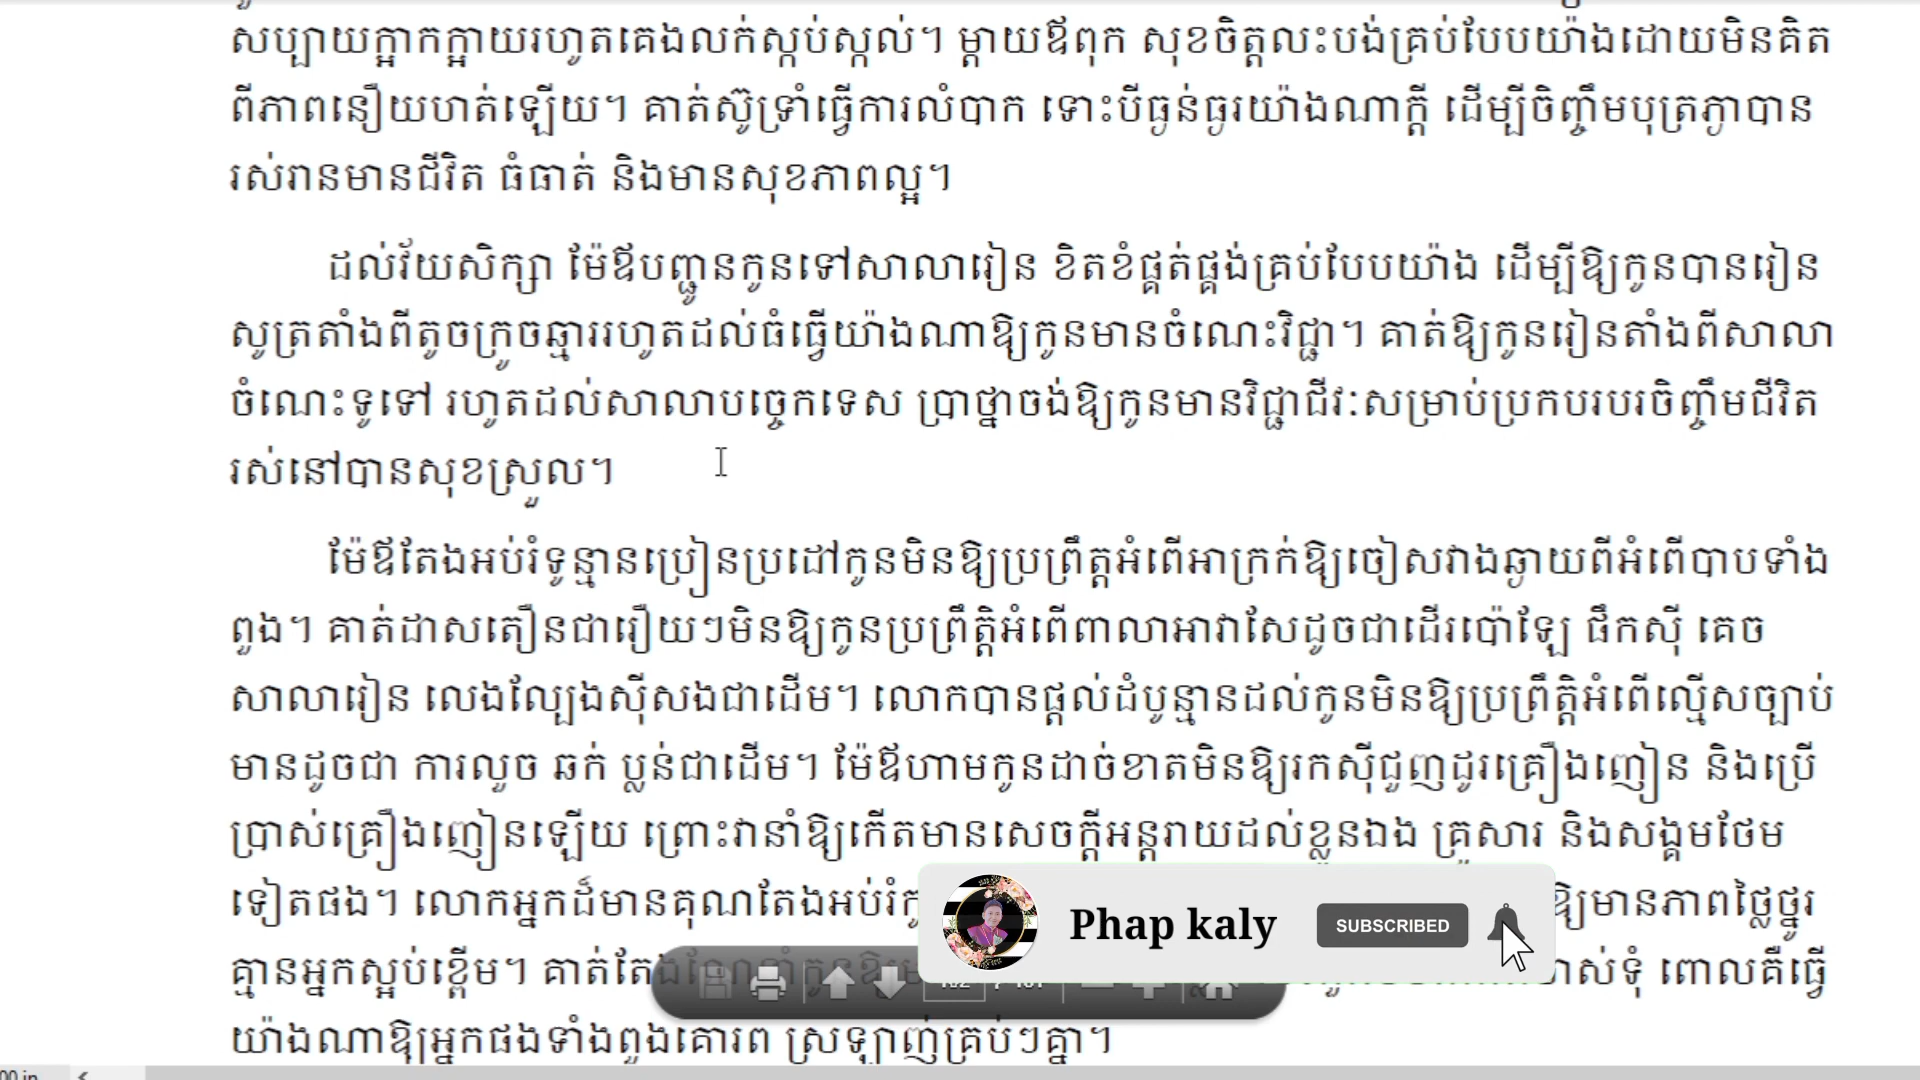 សប្បាយក្អាកក្អាយរហូតគេងលក់ស្កប់ស្កល់។ ម្តាយឪពុក សុខចិត្តលះបង់គ្រប់បែបយ៉ាងដោយមិនគិត
ពីភាពនឿយហត់ឡើយ។ គាត់ស៊ូទ្រាំធ្វើការលំបាក ទោះបីធ្ងន់ធ្ងរយ៉ាងណាក្តី ដើម្បីចិញ្ចឹមបុត្រភ្ងាបាន
រស់រានមានជីវិត ធំធាត់ និងមានសុខភាពល្អ។
ដល់វ័យសិក្សា ម៉ែឪបញ្ជូនកូនទៅសាលារៀន ខិតខំផ្គត់ផ្គង់គ្រប់បែបយ៉ាង ដើម្បីឱ្យកូនបានរៀន
សូត្រតាំងពីតូចក្រូចឆ្មាររហូតដល់ធំធ្វើយ៉ាងណាឱ្យកូនមានចំណេះវិជ្ជា។ គាត់ឱ្យកូនរៀនតាំងពីសាលា
ចំណេះទូទៅ រហូតដល់សាលាបច្ចេកទេស ប្រាថ្នាចង់ឱ្យកូនមានវិជ្ជាជីវៈសម្រាប់ប្រកបរបរចិញ្ចឹមជីវិត
រស់នៅបានសុខស្រួល។
ម៉ែឪតែងអប់រំទូន្មានប្រៀនប្រដៅកូនមិនឱ្យប្រព្រឹត្តអំពើអាក្រក់ឱ្យចៀសវាងឆ្ងាយពីអំពើបាបទាំង
ពួង។ គាត់ដាសតឿនជារឿយៗមិនឱ្យកូនប្រព្រឹត្តិអំពើពាលាអាវាសែដូចជាដើរប៉ោឡែ ផឹកស៊ី គេច
សាលារៀន លេងល្បែងស៊ីសងជាដើម។ លោកបានផ្តល់ដំបូន្មានដល់កូនមិនឱ្យប្រព្រឹត្តិអំពើល្មើសច្បាប់
មានដូចជា ការលួច ឆក់ ប្លន់ជាដើម។ ម៉ែឪហាមកូនដាច់ខាតមិនឱ្យរកស៊ីជួញដូរគ្រឿងញៀន និងប្រើ
ប្រាស់គ្រឿងញៀនឡើយ ព្រោះវានាំឱ្យកើតមានសេចក្តីអន្តរាយដល់ខ្លួនឯង គ្រួសារ និងសង្គមថែម
ទៀតផង។ លោកអ្នកដ៏មានគុណតែងអប់រំ ឱ្យមានភាពថ្លៃថ្នូរ
គ្មានអ្នកស្អប់ខ្ពើម។ គាត់តែង ចាស់ទុំ ពោលគឺធ្វើ
យ៉ាងណាឱ្យអ្នកផងទាំងពួងគោរព ស្រឡាញ់គ្រប់ៗគ្នា។
Phap kaly
SUBSCRIBED